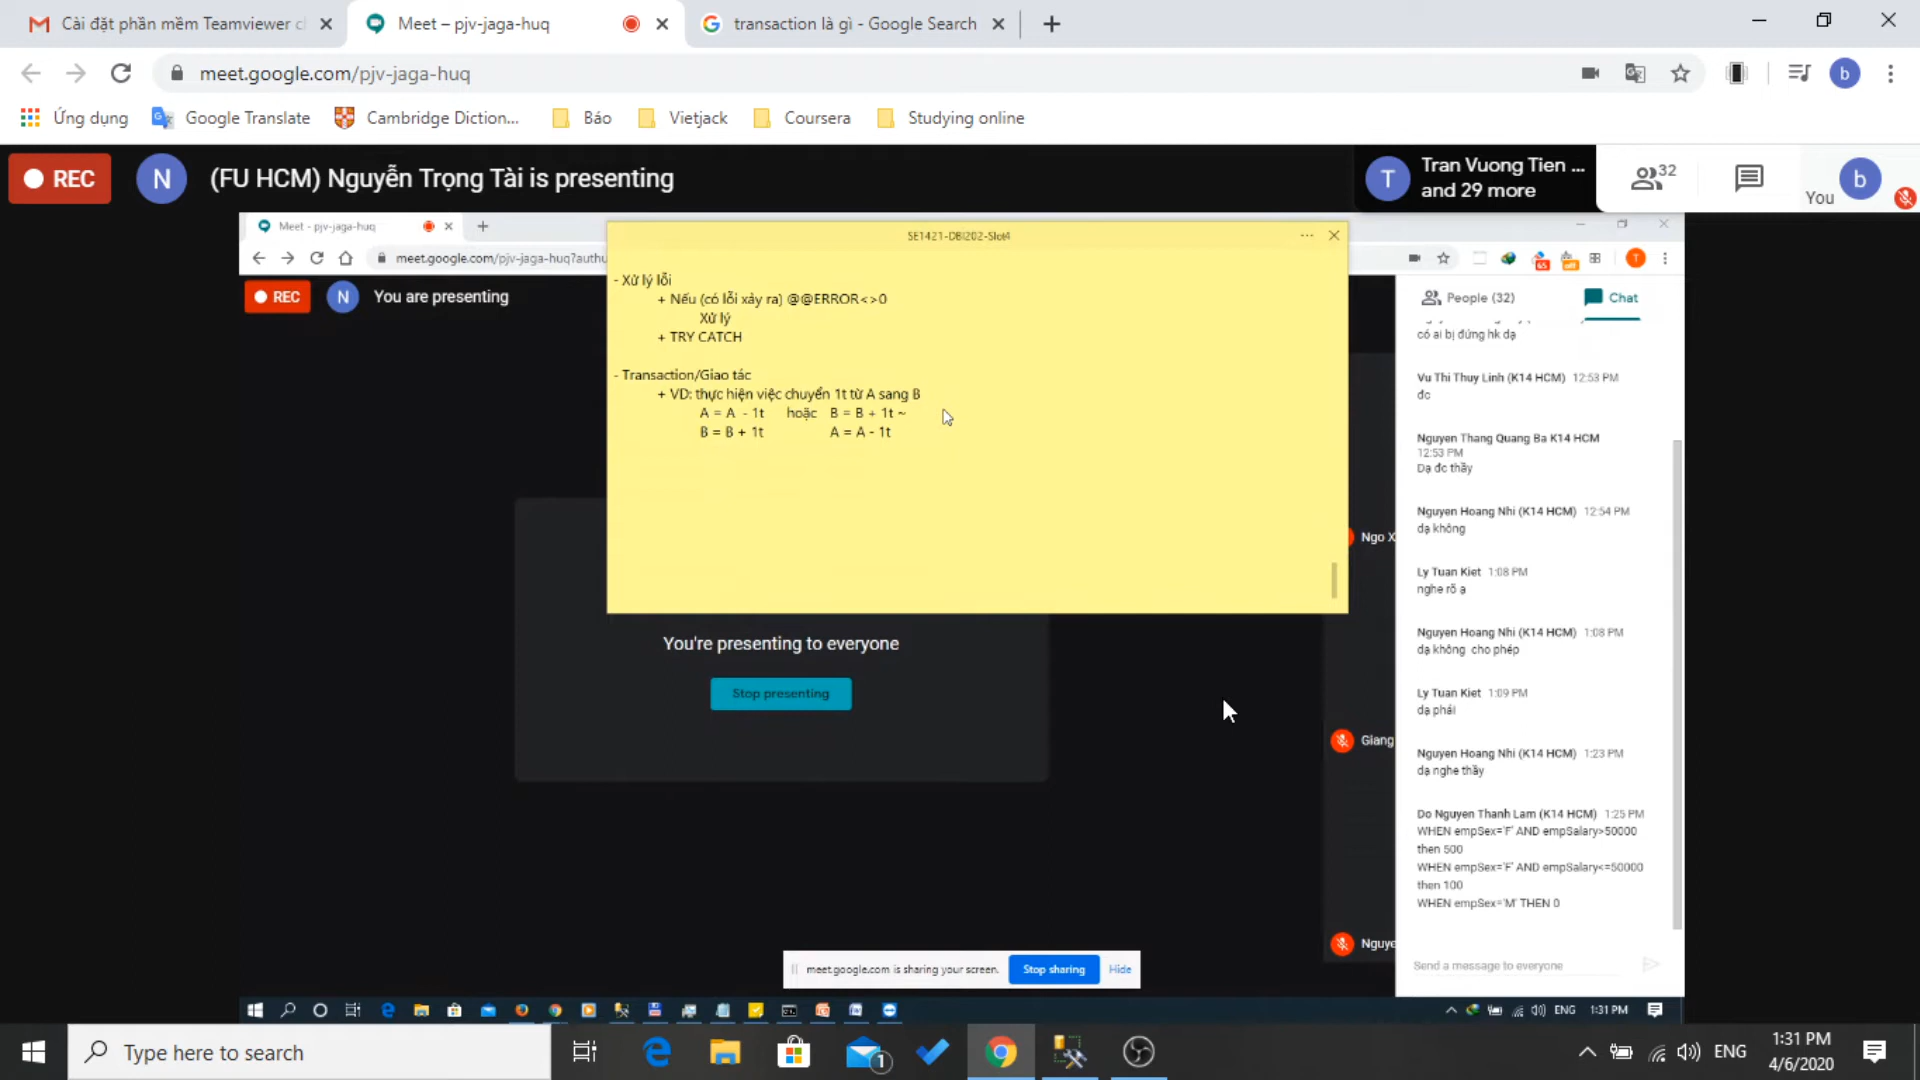 Cài đặt phần mềm Teamviewer c
Meet – pjv-jaga-huq
transaction là gì - Google Search
meet.google.com/pjv-jaga-huq
b
Ứng dụng
Google Translate
Cambridge Diction...
Báo
Vietjack
Coursera
Studying online
REC
N
(FU HCM) Nguyễn Trọng Tài is presenting
T
Tran Vuong Tien ...
and 29 more
32
You
b
Meet - pjv-jaga-huq
meet.google.com/pjv-jaga-huq?authu
T
REC
N
You are presenting
SE1421-DBI202-Slot4
- Xử lý lỗi
+ Nếu (có lỗi xảy ra) @@ERROR<>0
Xử lý
+ TRY CATCH
- Transaction/Giao tác
+ VD: thực hiện việc chuyển 1t từ A sang B
A = A - 1t hoặc B = B + 1t ~
B = B + 1t A = A - 1t
You're presenting to everyone
Stop presenting
Ngo X
Giang
Nguye
People (32)
Chat
có ai bị đứng hk dạ
Vu Thi Thuy Linh (K14 HCM) 12:53 PM
đc
Nguyen Thang Quang Ba K14 HCM
12:53 PM
Dạ đc thầy
Nguyen Hoang Nhi (K14 HCM) 12:54 PM
dạ không
Ly Tuan Kiet 1:08 PM
nghe rõ ạ
Nguyen Hoang Nhi (K14 HCM) 1:08 PM
dạ không cho phép
Ly Tuan Kiet 1:09 PM
dạ phải
Nguyen Hoang Nhi (K14 HCM) 1:23 PM
dạ nghe thầy
Do Nguyen Thanh Lam (K14 HCM) 1:25 PM
WHEN empSex='F' AND empSalary>50000
then 500
WHEN empSex='F' AND empSalary<=50000
then 100
WHEN empSex='M' THEN 0
Send a message to everyone
meet.google.com is sharing your screen.
Stop sharing
Hide
ENG
1:31 PM
Type here to search
1
ENG
1:31 PM
4/6/2020